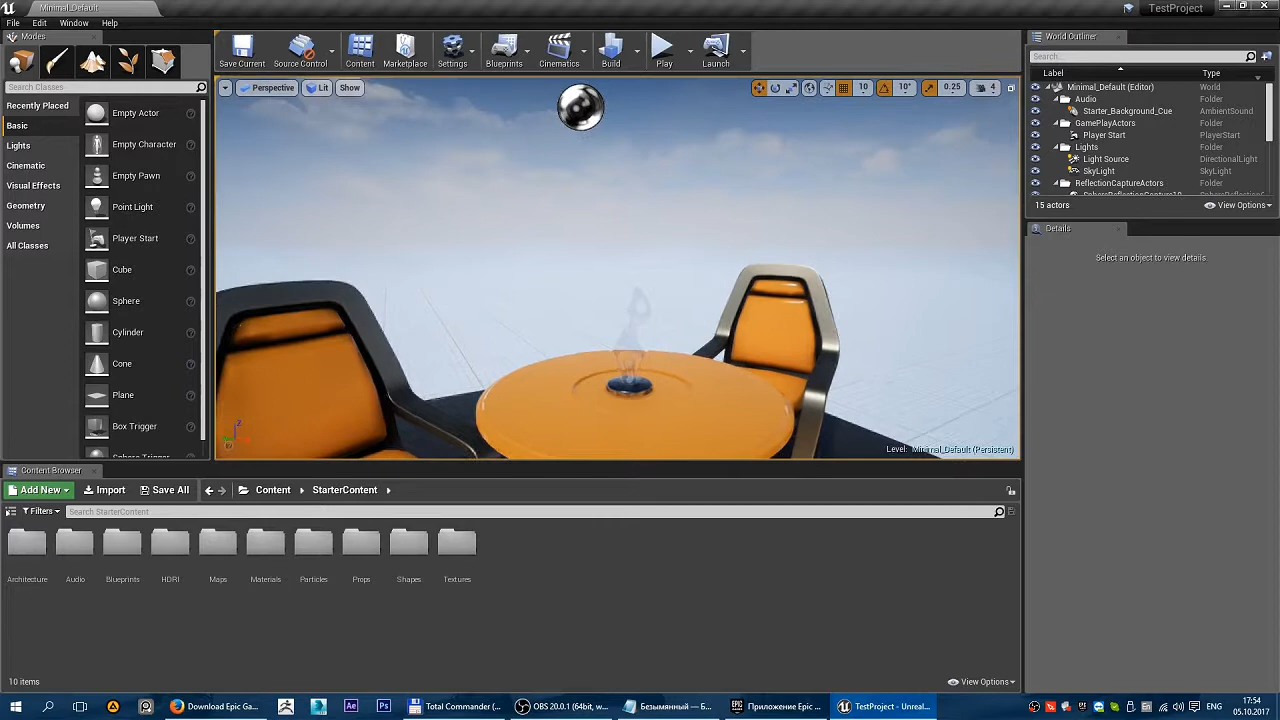 Minimal_Default
TestProject
File Edit Window Help
Modes
Search Classes
Recently Placed
Basic
Lights
Cinematic
Visual Effects
Geometry
Volumes
All Classes
Empty Actor
Empty Character
Empty Pawn
Point Light
Player Start
Cube
Sphere
Cylinder
Cone
Plane
Box Trigger
Sphere Trigger
Save Current
Source Control
Content
Marketplace
Settings
Blueprints
Cinematics
Build
Play
Launch
Perspective
Lit
Show
10
10°
0.25
4
Level: Minimal_Default (Persistent)
World Outliner
Search...
Label Type
Minimal_Default (Editor) World
Audio Folder
Starter_Background_Cue AmbientSound
GamePlayActors Folder
Player Start PlayerStart
Lights Folder
Light Source DirectionalLight
SkyLight SkyLight
ReflectionCaptureActors Folder
15 actors
View Options
Details
Select an object to view details.
Content Browser
Add New
Import
Save All
Content
StarterContent
Filters
Search StarterContent
Architecture
Audio
Blueprints
HDRI
Maps
Materials
Particles
Props
Shapes
Textures
10 items
View Options
Download Epic Ga...
Ae
Ps
Total Commander (...
OBS 20.0.1 (64bit, w...
Безымянный — Б...
Приложение Epic ...
TestProject - Unreal...
ENG
17:54
05.10.2017